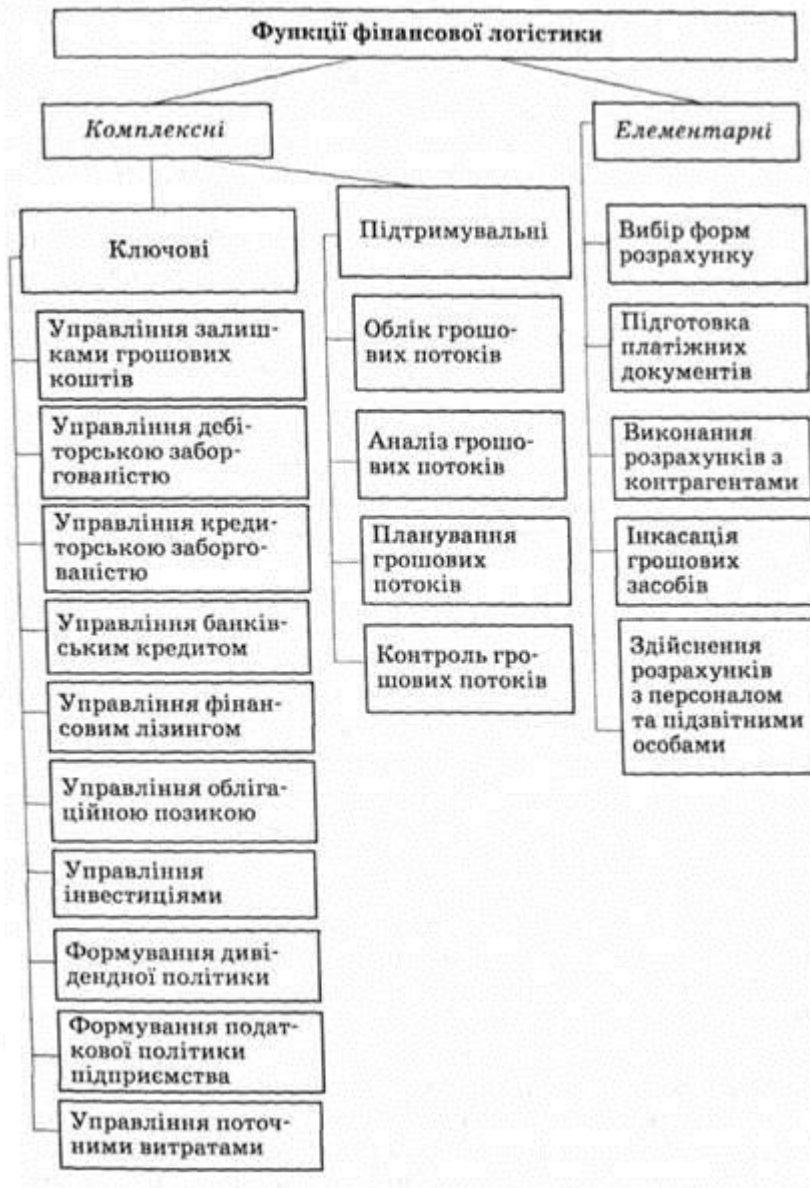 Функції фінансової логістики
Комплексні
Елементарні
Ключові
Управління залиш-
ками грошових
коштів
Управління дебі-
торською забор-
гованістю
Управління креди-
торською заборго-
ваністю
Управління банків-
ським кредитом
Управління фінан-
совим лізингом
Управління обліга-
ційною позикою
Управління
інвестиціями
Формування диві-
дендної політики
Формування подат-
кової політики
підприємства
Управління поточ-
ними витратами
Підтримувальні
Облік грошо-
вих потоків
Аналіз грошо-
вих потоків
Планування
грошових
потоків
Контроль гро-
шових потоків
Вибір форм
розрахунку
Підготовка
платіжних
документів
Виконання
розрахунків з
контрагентами
Інкасація
грошових
засобів
Здійснення
розрахунків
з персоналом
та підзвітними
особами